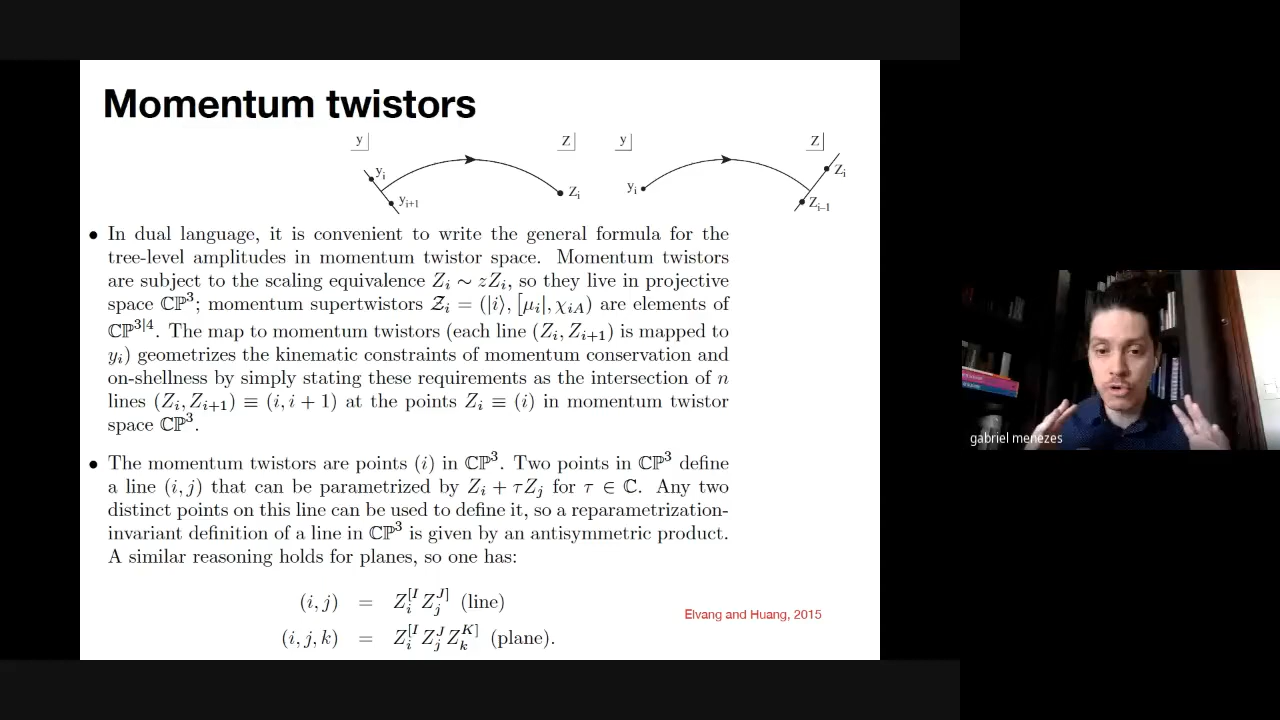 Momentum twistors
y Z y Z
y_i Z_i y_i Z_i
y_{i+1} Z_{i-1}
• In dual language, it is convenient to write the general formula for the
tree-level amplitudes in momentum twistor space. Momentum twistors
are subject to the scaling equivalence Z_i ∼ zZ_i, so they live in projective
space ℂℙ³; momentum supertwistors 𝒵_i = (|i⟩, [μ_i|, χ_{iA}) are elements of
ℂℙ^{3|4}. The map to momentum twistors (each line (Z_i, Z_{i+1}) is mapped to
y_i) geometrizes the kinematic constraints of momentum conservation and
on-shellness by simply stating these requirements as the intersection of n
lines (Z_i, Z_{i+1}) ≡ (i, i + 1) at the points Z_i ≡ (i) in momentum twistor
space ℂℙ³.
• The momentum twistors are points (i) in ℂℙ³. Two points in ℂℙ³ define
a line (i, j) that can be parametrized by Z_i + τZ_j for τ ∈ ℂ. Any two
distinct points on this line can be used to define it, so a reparametrization-
invariant definition of a line in ℂℙ³ is given by an antisymmetric product.
A similar reasoning holds for planes, so one has:
(i, j) = Z_i^{[I} Z_j^{J]} (line)
Elvang and Huang, 2015
(i, j, k) = Z_i^{[I} Z_j^J Z_k^{K]} (plane).
gabriel menezes